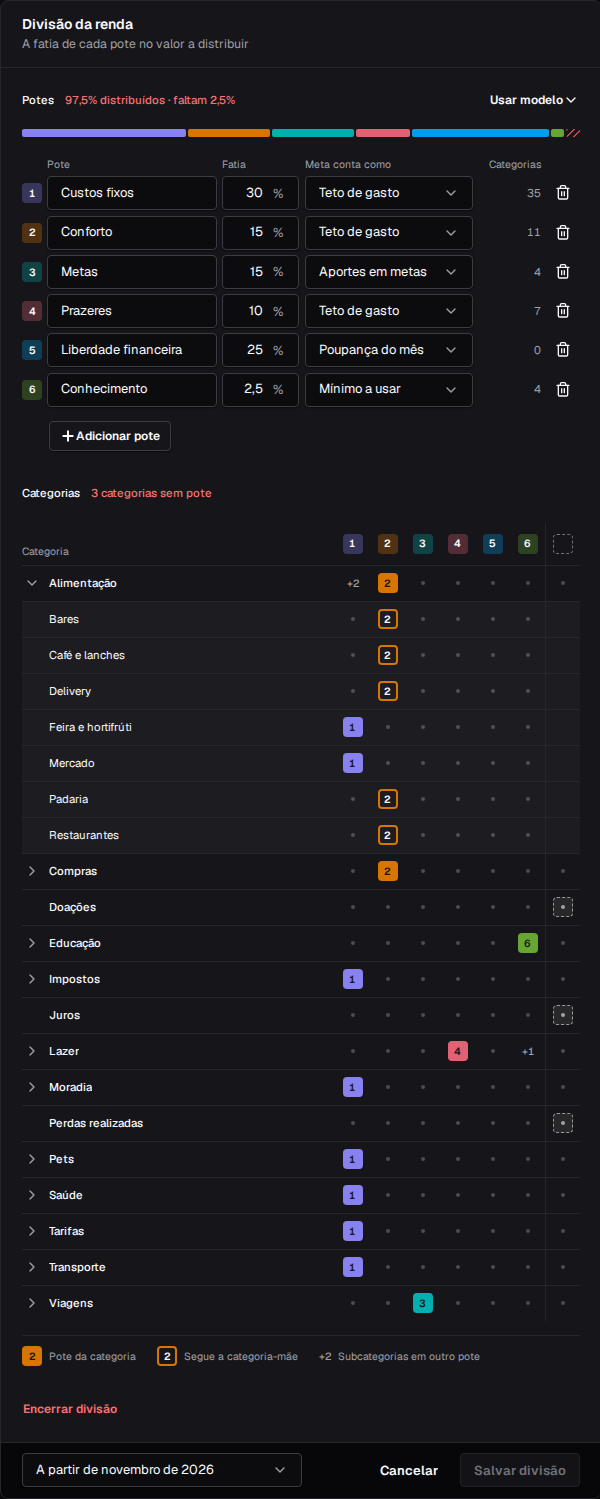 Divisão da renda
A fatia de cada pote no valor a distribuir
Potes 97,5% distribuídos · faltam 2,5% Usar modelo
Pote Fatia Meta conta como Categorias
1 Custos fixos 30 % Teto de gasto 35
2 Conforto 15 % Teto de gasto 11
3 Metas 15 % Aportes em metas 4
4 Prazeres 10 % Teto de gasto 7
5 Liberdade financeira 25 % Poupança do mês 0
6 Conhecimento 2,5 % Mínimo a usar 4
+ Adicionar pote
Categorias 3 categorias sem pote
Categoria 1 2 3 4 5 6
Alimentação +2 2
Bares 2
Café e lanches 2
Delivery 2
Feira e hortifrúti 1
Mercado 1
Padaria 2
Restaurantes 2
Compras 2
Doações
Educação 6
Impostos 1
Juros
Lazer 4 +1
Moradia 1
Perdas realizadas
Pets 1
Saúde 1
Tarifas 1
Transporte 1
Viagens 3
2 Pote da categoria 2 Segue a categoria-mãe +2 Subcategorias em outro pote
Encerrar divisão
A partir de novembro de 2026 Cancelar Salvar divisão